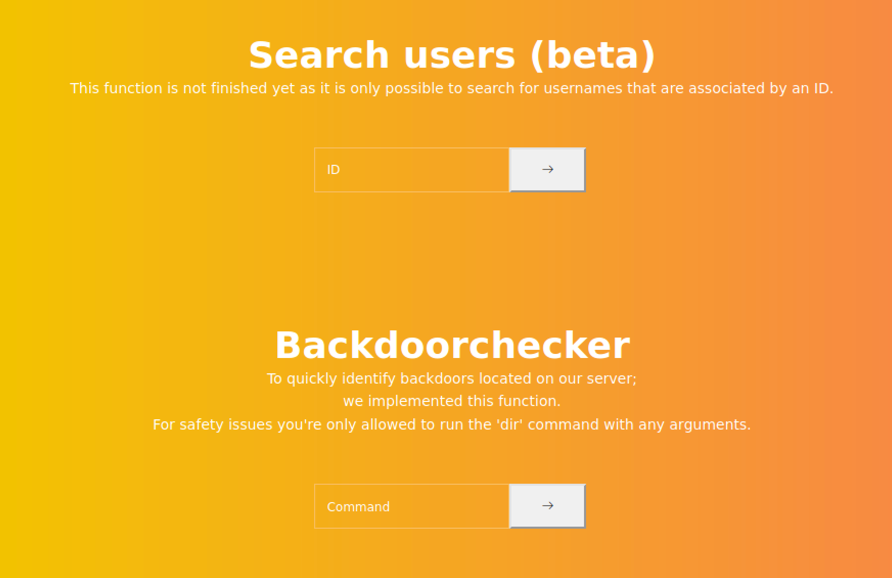 Search users (beta)
This function is not finished yet as it is only possible to search for usernames that are associated by an ID.
ID
→
Backdoorchecker
To quickly identify backdoors located on our server;
we implemented this function.
For safety issues you're only allowed to run the 'dir' command with any arguments.
Command
→